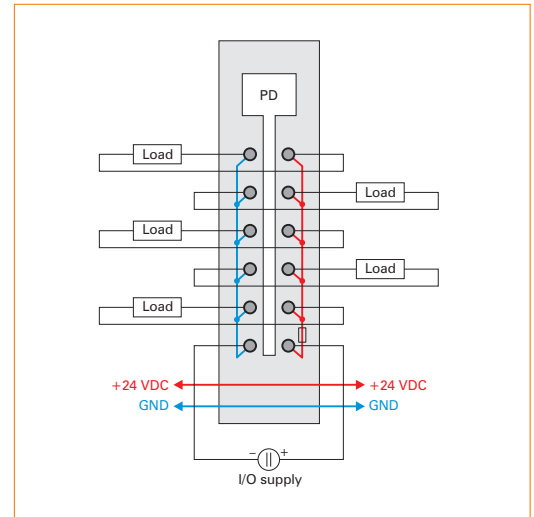 PD
Load
Load
Load
Load
Load
+24 VDC
+24 VDC
GND
GND
− +
I/O supply